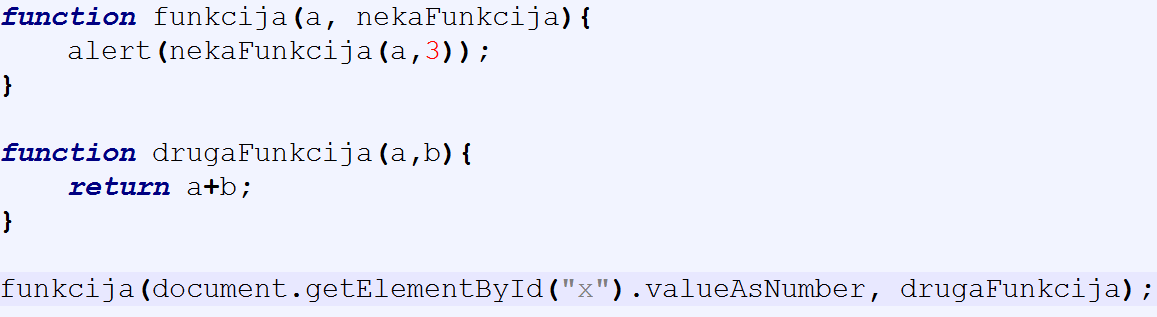 function funkcija(a, nekaFunkcija){
    alert(nekaFunkcija(a,3));
}

function drugaFunkcija(a,b){
    return a+b;
}

funkcija(document.getElementById("x").valueAsNumber, drugaFunkcija);